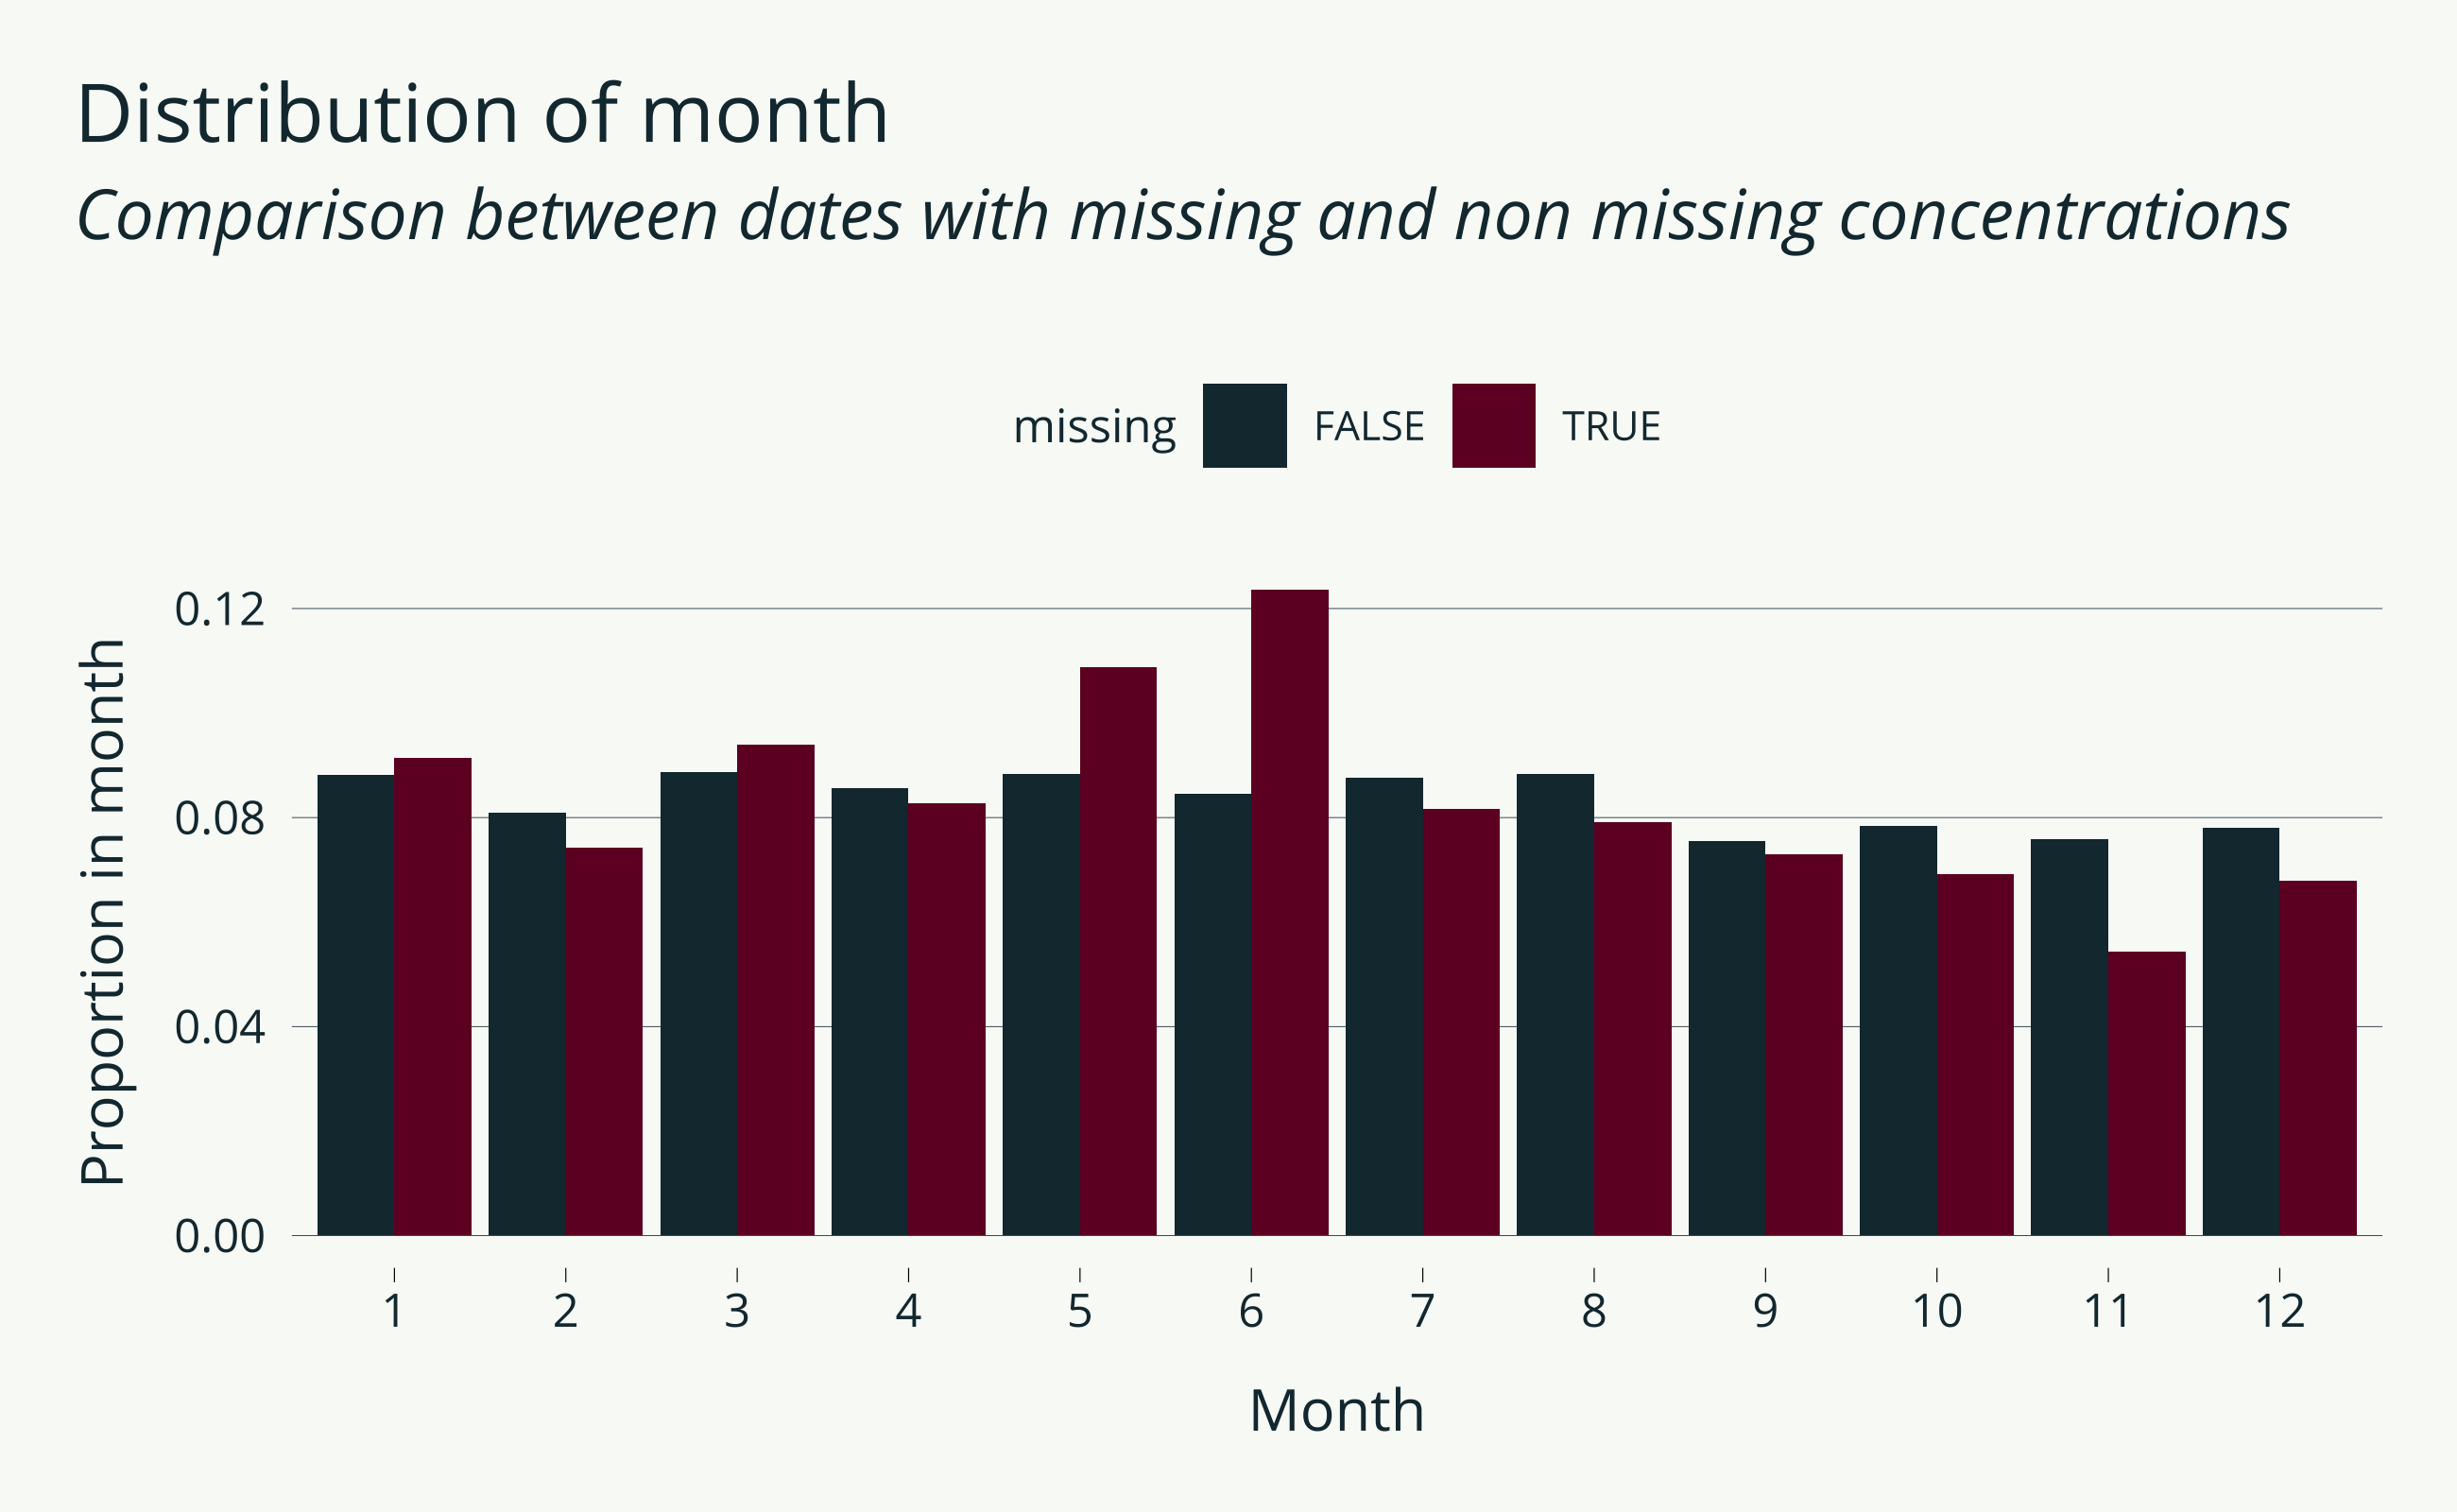 Distribution of month
Comparison between dates with missing and non missing concentrations
missing FALSE TRUE
Proportion in month
0.12
0.08
0.04
0.00
1 2 3 4 5 6 7 8 9 10 11 12
Month